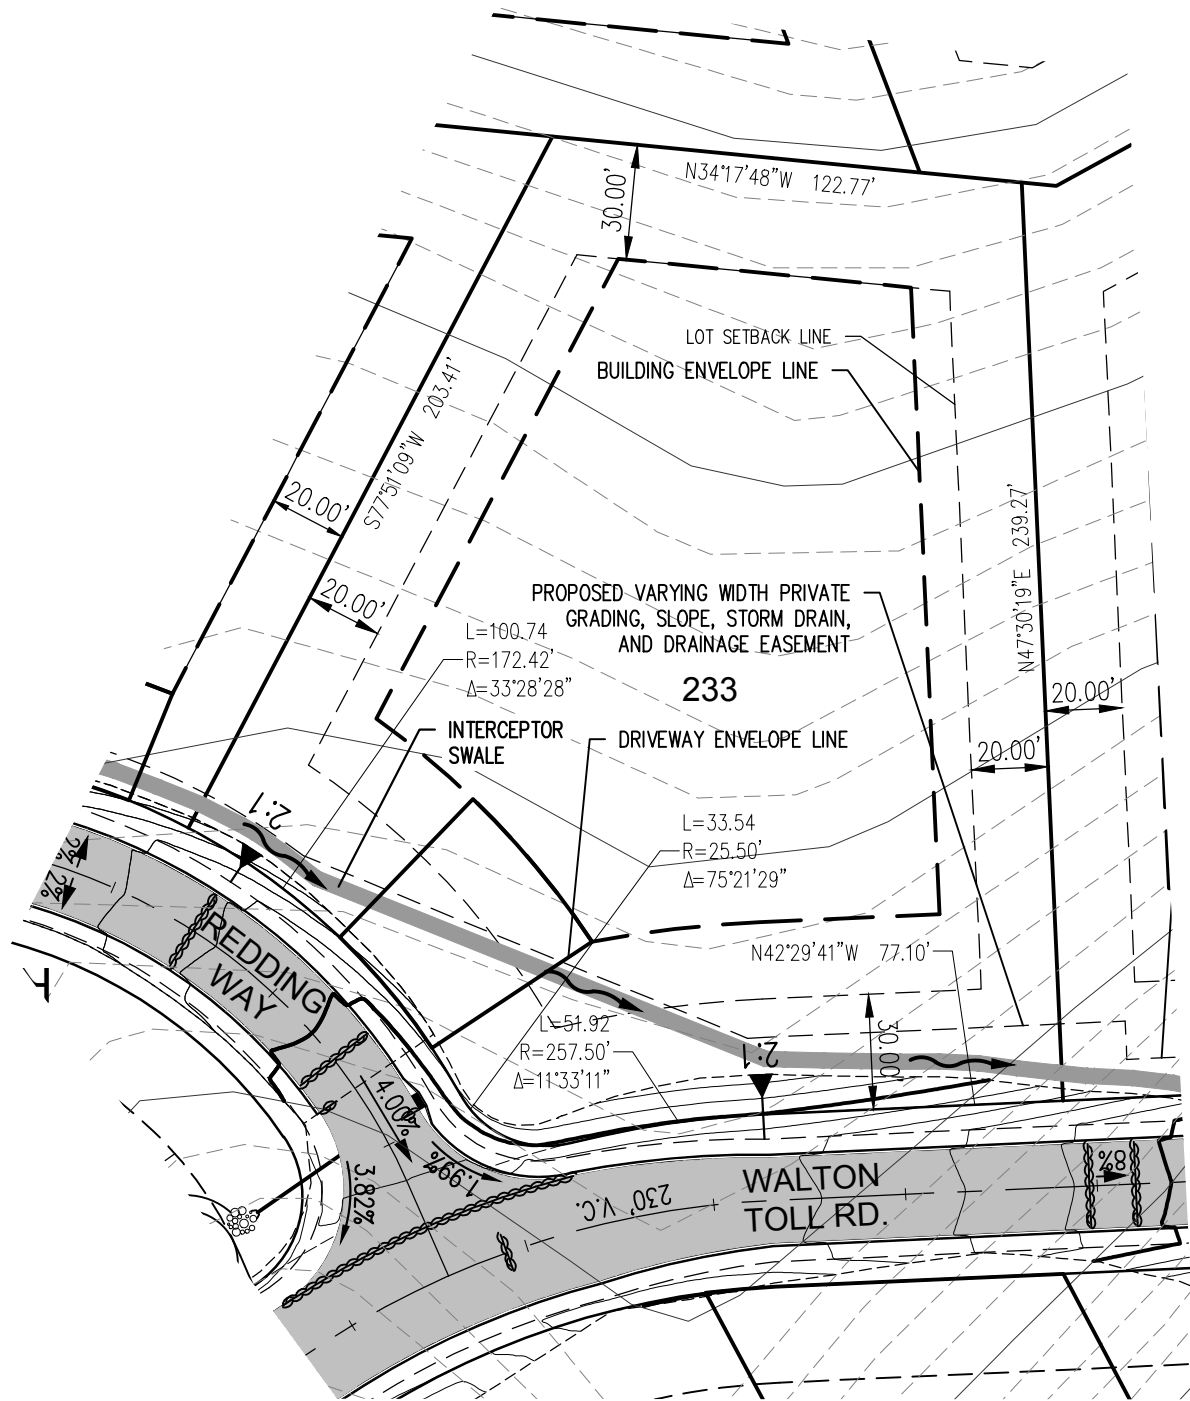 N34°17'48"W 122.77'
30.00'
LOT SETBACK LINE
BUILDING ENVELOPE LINE
S77°51'09"W 203.41'
20.00'
20.00'
N47°30'19"E 239.27'
PROPOSED VARYING WIDTH PRIVATE
GRADING, SLOPE, STORM DRAIN,
AND DRAINAGE EASEMENT
L=100.74
R=172.42'
Δ=33°28'28"
233
20.00'
20.00'
INTERCEPTOR
SWALE
DRIVEWAY ENVELOPE LINE
2:1
L=33.54
R=25.50'
Δ=75°21'29"
2%
2%
REDDING
WAY
N42°29'41"W 77.10'
L=51.92
R=257.50'
Δ=11°33'11"
30.00'
2:1
4.00%
1.99%
3.82%
230' V.C.
WALTON
TOLL RD.
8%